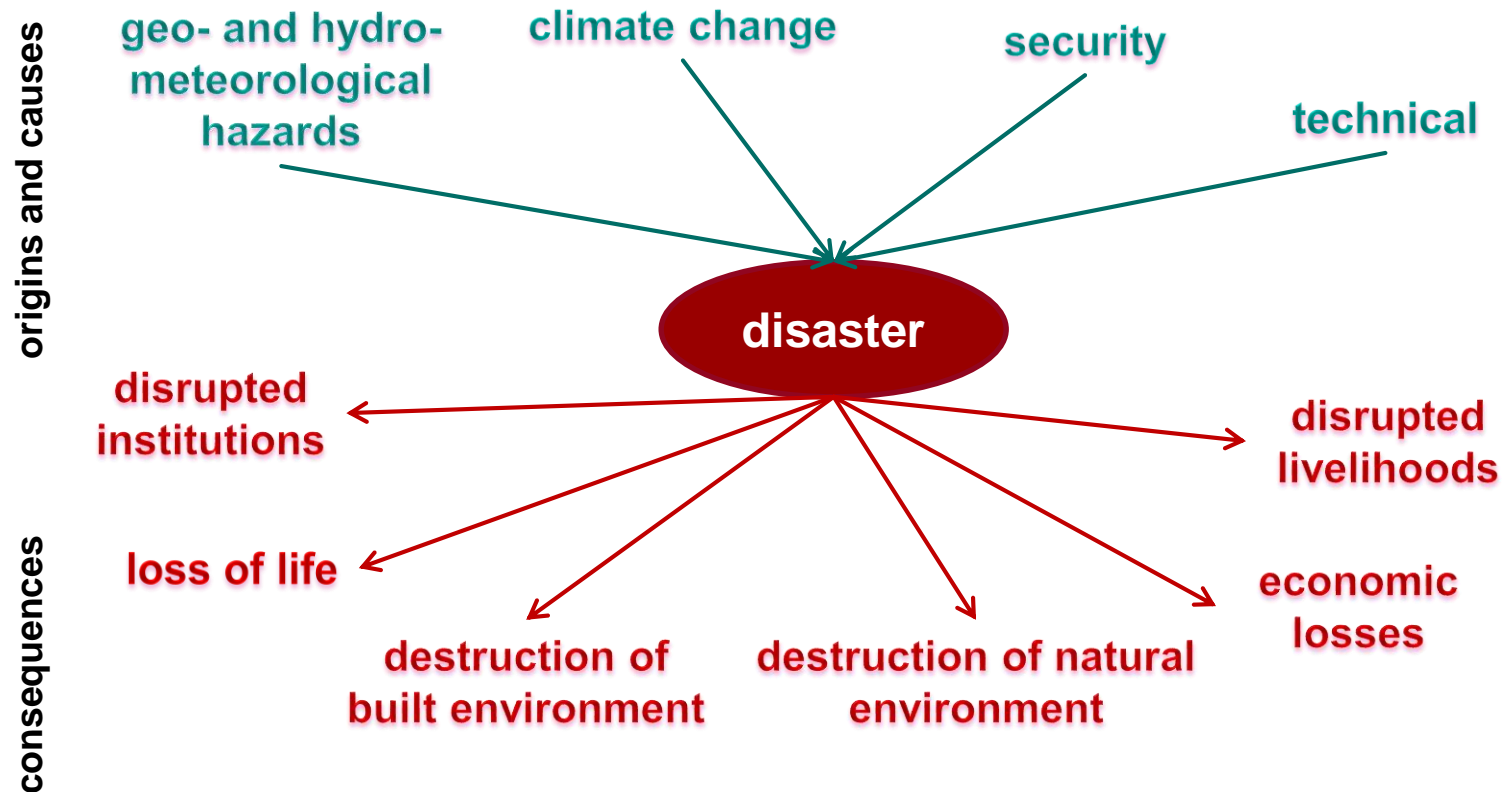 origins and causes
geo- and hydro-
meteorological
hazards
climate change
security
technical
disaster
consequences
disrupted
institutions
disrupted
livelihoods
loss of life
economic
losses
destruction of
built environment
destruction of natural
environment